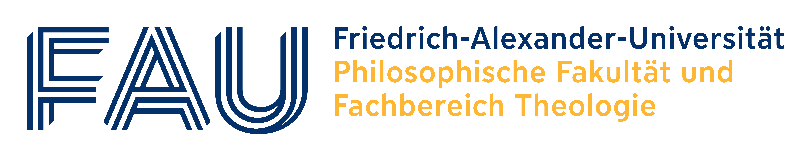 FAU
Friedrich-Alexander-Universität
Philosophische Fakultät und
Fachbereich Theologie